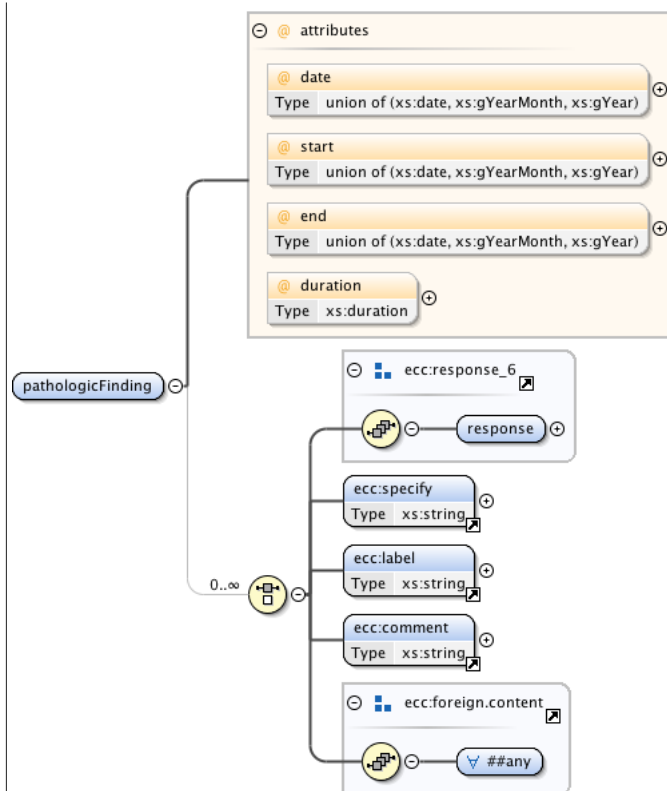 @ attributes
@ date
Type union of (xs:date, xs:gYearMonth, xs:gYear)
@ start
Type union of (xs:date, xs:gYearMonth, xs:gYear)
@ end
Type union of (xs:date, xs:gYearMonth, xs:gYear)
@ duration
Type xs:duration
pathologicFinding
ecc:response_6
response
ecc:specify
Type xs:string
ecc:label
Type xs:string
0..∞
ecc:comment
Type xs:string
ecc:foreign.content
∀ ##any